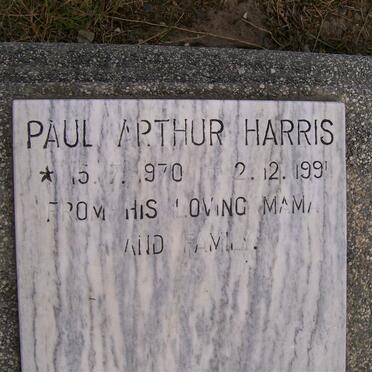 PAUL ARTHUR HARRIS
* 15.7.1970 2.12.1991
FROM HIS LOVING MAMA
AND FAMILY.